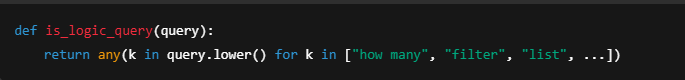 def is_logic_query(query):
    return any(k in query.lower() for k in ["how many", "filter", "list", ...])